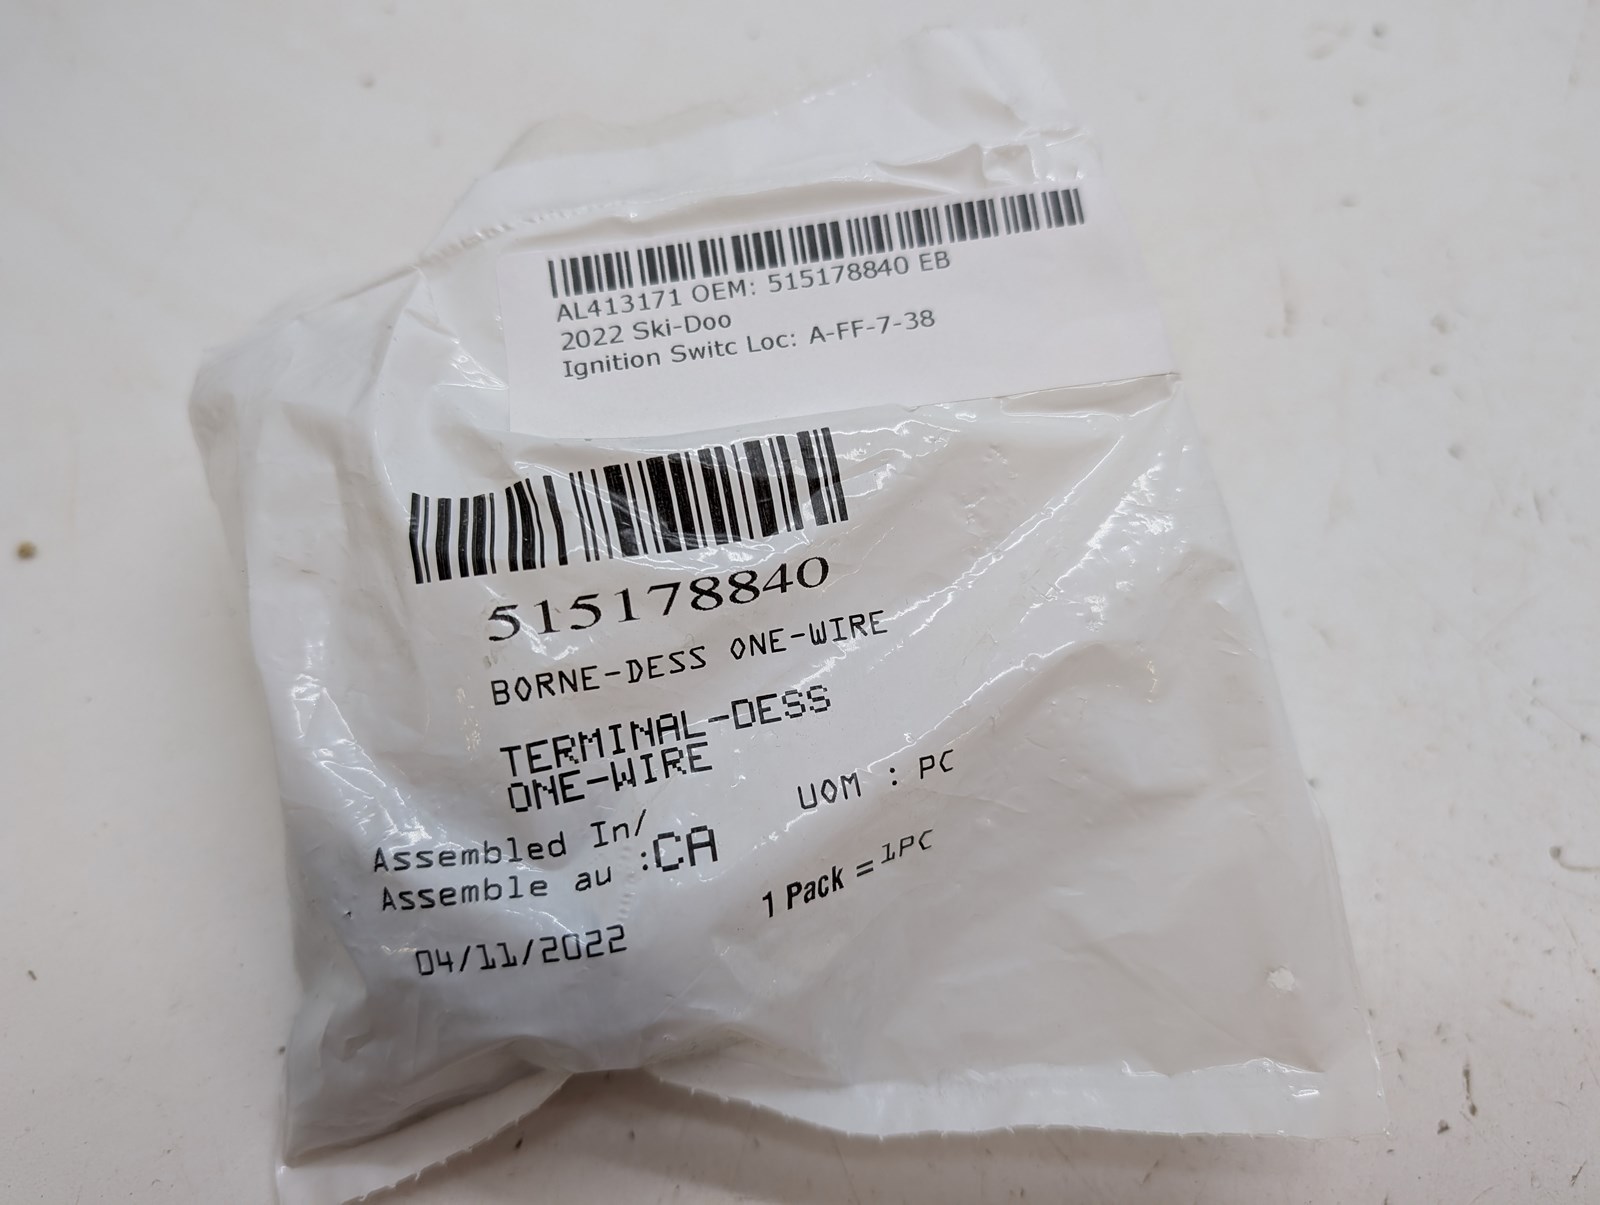 AL413171 OEM: 515178840 EB
2022 Ski-Doo
Ignition Switc Loc: A-FF-7-38
515178840
BORNE-DESS ONE-WIRE
TERMINAL-DESS
ONE-WIRE
UOM : PC
Assembled In/
Assemble au :CA
1 Pack = 1PC
04/11/2022